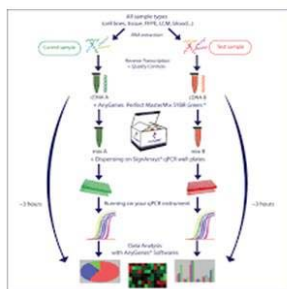 All sample types
(cell lines, tissue, FFPE, LCM, blood...)
RNA extraction
Control sample
Test sample
Reverse Transcription
+ Quality Controls
cDNA A
cDNA B
+ AnyGenes Perfect MasterMix SYBR Green®
mix A
mix B
+ Dispensing on SignArrays® qPCR well plates
~3 hours
~3 hours
Running on your qPCR instrument
Data Analysis
with AnyGenes® Softwares